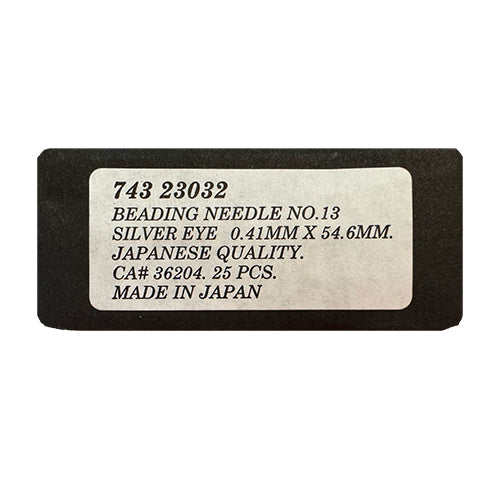 743 23032
BEADING NEEDLE NO.13
SILVER EYE 0.41MM X 54.6MM.
JAPANESE QUALITY.
CA# 36204. 25 PCS.
MADE IN JAPAN